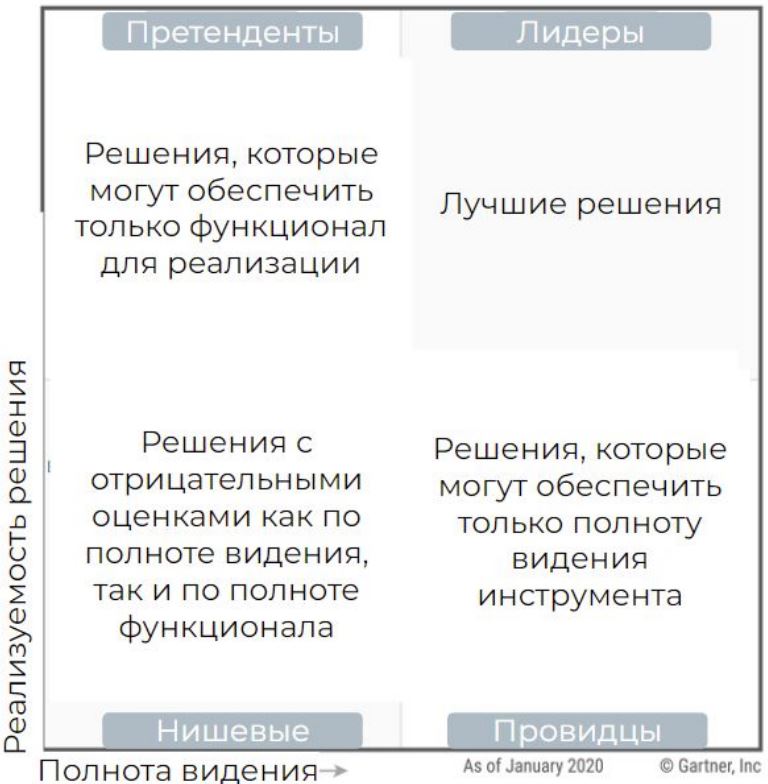 Претенденты
Лидеры
Решения, которые
могут обеспечить
только функционал
для реализации
Лучшие решения
Реализуемость решения
Решения с
отрицательными
оценками как по
полноте видения,
так и по полноте
функционала
Решения, которые
могут обеспечить
только полноту
видения
инструмента
Нишевые
Провидцы
Полнота видения→
As of January 2020
© Gartner, Inc